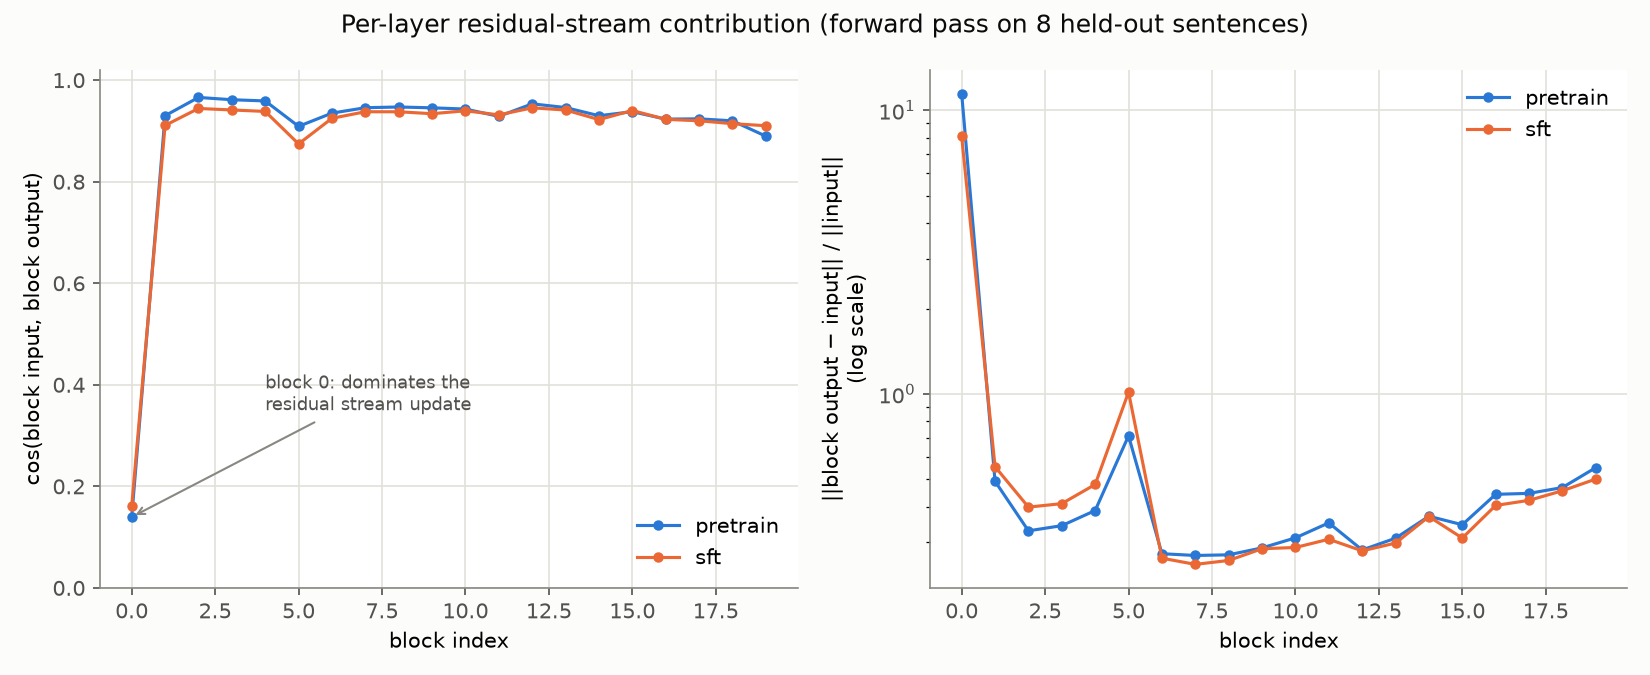 Per-layer residual-stream contribution (forward pass on 8 held-out sentences)
cos(block input, block output)
1.0
0.8
0.6
0.4
0.2
0.0
block 0: dominates the
residual stream update
pretrain
sft
0.0 2.5 5.0 7.5 10.0 12.5 15.0 17.5
block index
||block output − input|| / ||input||
(log scale)
10¹
10⁰
pretrain
sft
0.0 2.5 5.0 7.5 10.0 12.5 15.0 17.5
block index